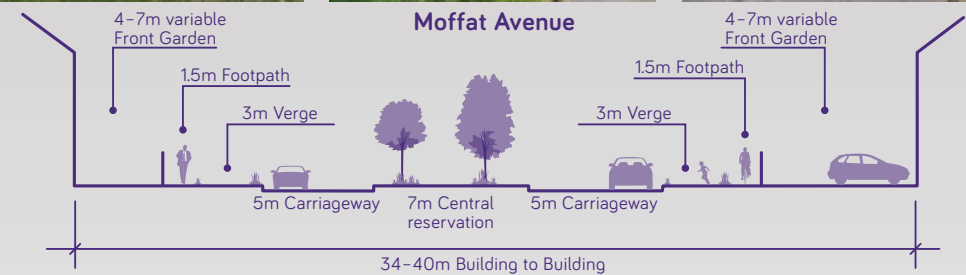 Moffat Avenue
4–7m variable
Front Garden
4–7m variable
Front Garden
1.5m Footpath
1.5m Footpath
3m Verge
3m Verge
5m Carriageway
7m Central
reservation
5m Carriageway
34–40m Building to Building